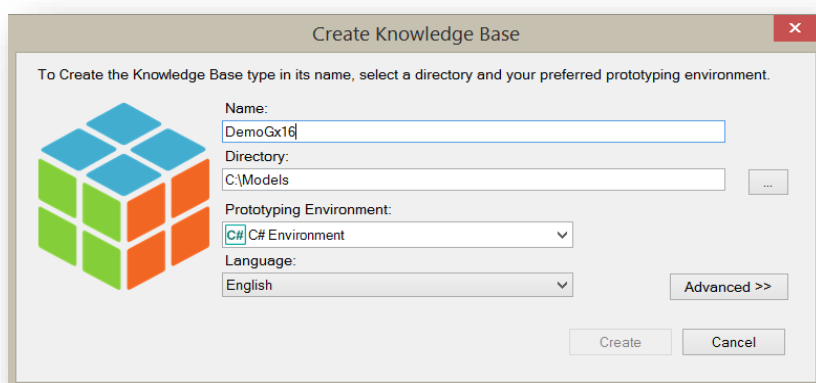 Create Knowledge Base
To Create the Knowledge Base type in its name, select a directory and your preferred prototyping environment.
Name:
DemoGx16
Directory:
C:\Models
...
Prototyping Environment:
C# C# Environment
Language:
English
Advanced >>
Create
Cancel